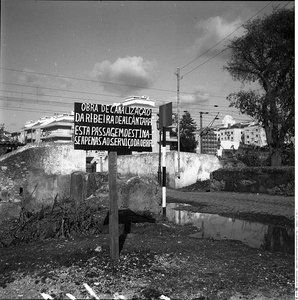 OBRA DE CANALIZAÇÃO
DA RIBEIRA DE ALCÂNTARA
ESTA PASSAGEM DESTINA-
SE APENAS AO SERVIÇO DA OBRA